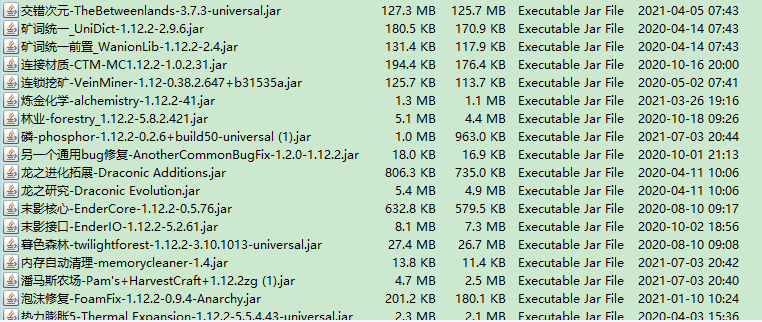 交错次元-TheBetweenlands-3.7.3-universal.jar 127.3 MB 125.7 MB Executable Jar File 2021-04-05 07:43
矿词统一_UniDict-1.12.2-2.9.6.jar 180.5 KB 170.9 KB Executable Jar File 2020-04-14 07:43
矿词统一前置_WanionLib-1.12.2-2.4.jar 131.4 KB 117.9 KB Executable Jar File 2020-04-14 07:43
连接材质-CTM-MC1.12.2-1.0.2.31.jar 194.4 KB 176.4 KB Executable Jar File 2020-10-16 20:00
连锁挖矿-VeinMiner-1.12-0.38.2.647+b31535a.jar 125.7 KB 113.7 KB Executable Jar File 2020-05-02 07:41
炼金化学-alchemistry-1.12.2-41.jar 1.3 MB 1.1 MB Executable Jar File 2021-03-26 19:16
林业-forestry_1.12.2-5.8.2.421.jar 5.1 MB 4.4 MB Executable Jar File 2020-10-18 09:26
磷-phosphor-1.12.2-0.2.6+build50-universal (1).jar 1.0 MB 963.0 KB Executable Jar File 2021-07-03 20:44
另一个通用bug修复-AnotherCommonBugFix-1.2.0-1.12.2.jar 18.0 KB 16.9 KB Executable Jar File 2020-10-01 21:13
龙之进化拓展-Draconic Additions.jar 806.3 KB 735.0 KB Executable Jar File 2020-04-11 10:06
龙之研究-Draconic Evolution.jar 5.4 MB 4.9 MB Executable Jar File 2020-04-11 10:06
末影核心-EnderCore-1.12.2-0.5.76.jar 632.8 KB 579.5 KB Executable Jar File 2020-08-10 09:17
末影接口-EnderIO-1.12.2-5.2.61.jar 8.1 MB 7.3 MB Executable Jar File 2020-10-02 18:56
暮色森林-twilightforest-1.12.2-3.10.1013-universal.jar 27.4 MB 26.7 MB Executable Jar File 2020-08-10 09:08
内存自动清理-memorycleaner-1.4.jar 13.8 KB 11.4 KB Executable Jar File 2021-07-03 20:42
潘马斯农场-Pam's+HarvestCraft+1.12.2zg (1).jar 4.7 MB 2.5 MB Executable Jar File 2021-07-03 20:40
泡沫修复-FoamFix-1.12.2-0.9.4-Anarchy.jar 201.2 KB 180.1 KB Executable Jar File 2021-01-10 10:24
热力膨胀5-Thermal Expansion-1.12.2-5.5.4.43-universal.jar 2.3 MB 2.1 MB Executable Jar File 2020-04-03 15:36